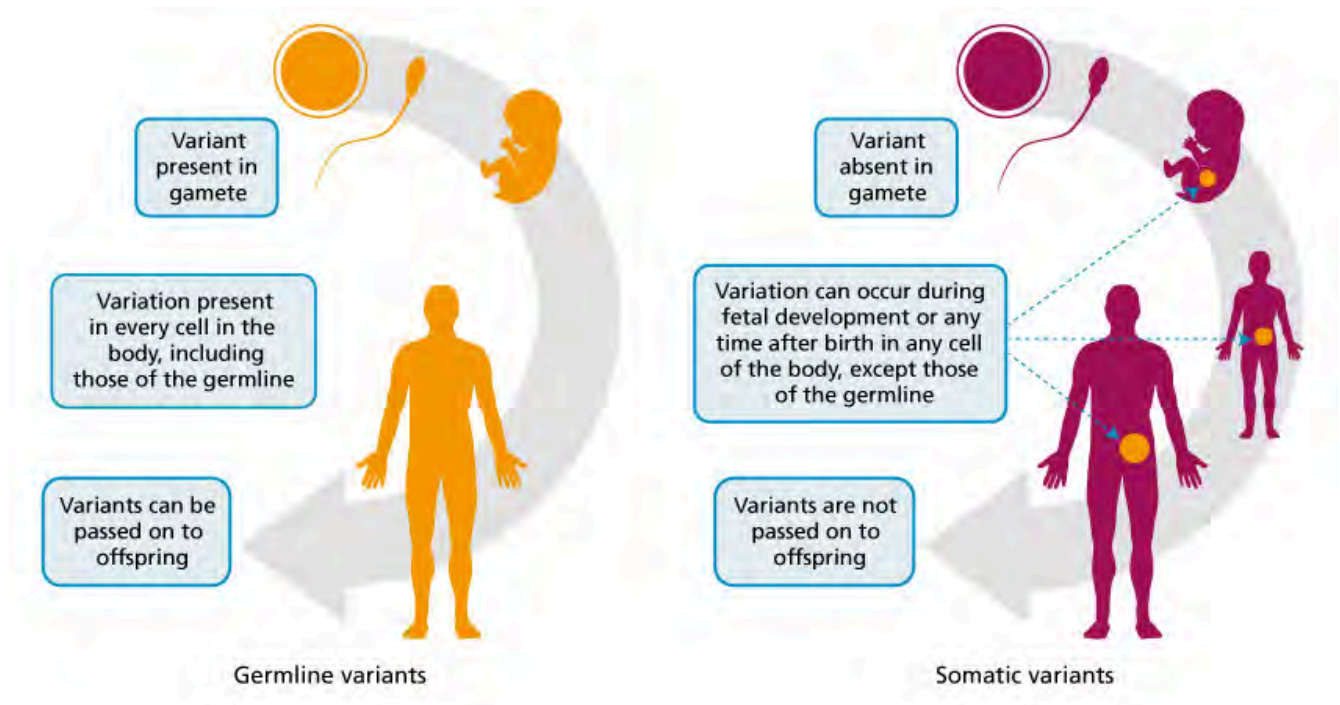 Variant
present in
gamete
Variation present
in every cell in the
body, including
those of the germline
Variants can be
passed on to
offspring
Germline variants
Variant
absent in
gamete
Variation can occur during
fetal development or any
time after birth in any cell
of the body, except those
of the germline
Variants are not
passed on to
offspring
Somatic variants